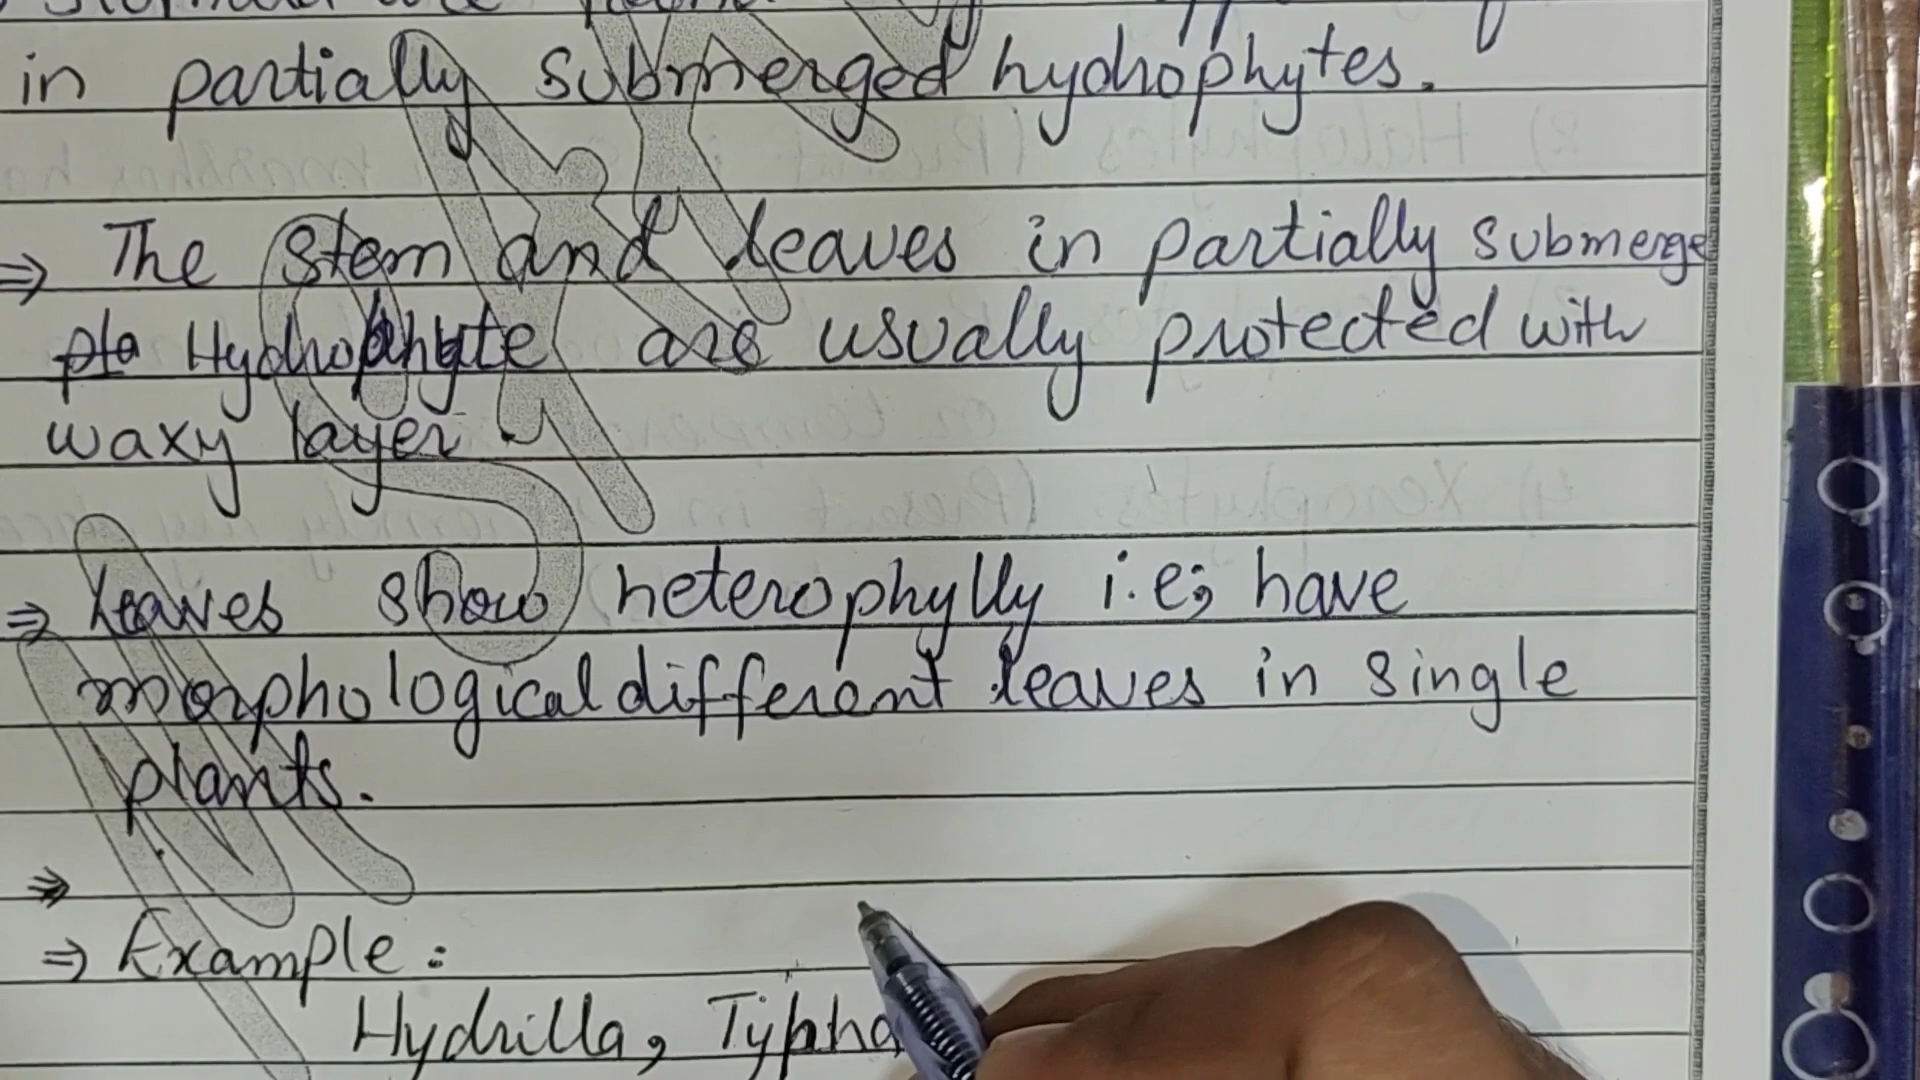 in partially submerged hydrophytes.
⇒ The stem and leaves in partially submerge
Hydrophyte are usually protected with
waxy layer.
⇒ Leaves show heterophylly i.e; have
morphological different leaves in single
plants.
⇒
⇒ Example:
Hydrilla, Typha